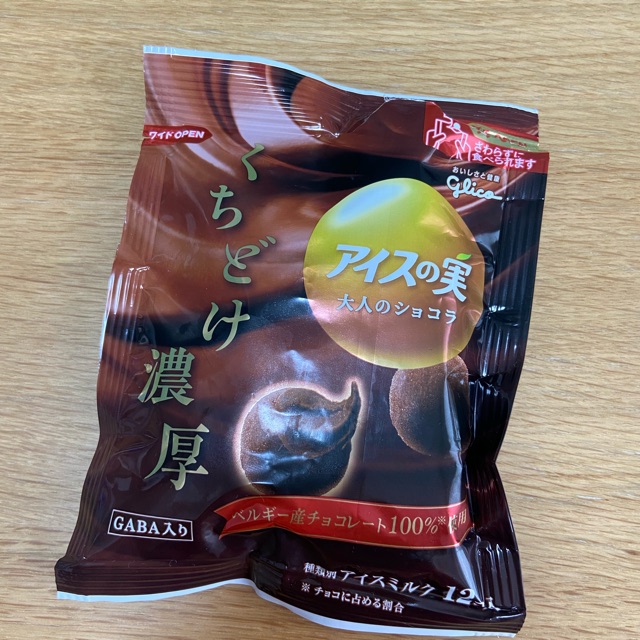 ワイドOPEN
さわらずに
食べられます
おいしさと健康
glico
くちどけ
濃厚
アイスの実
大人のショコラ
ベルギー産チョコレート100%※使用
GABA入り
種類別 アイスミルク 12
※ チョコに占める割合